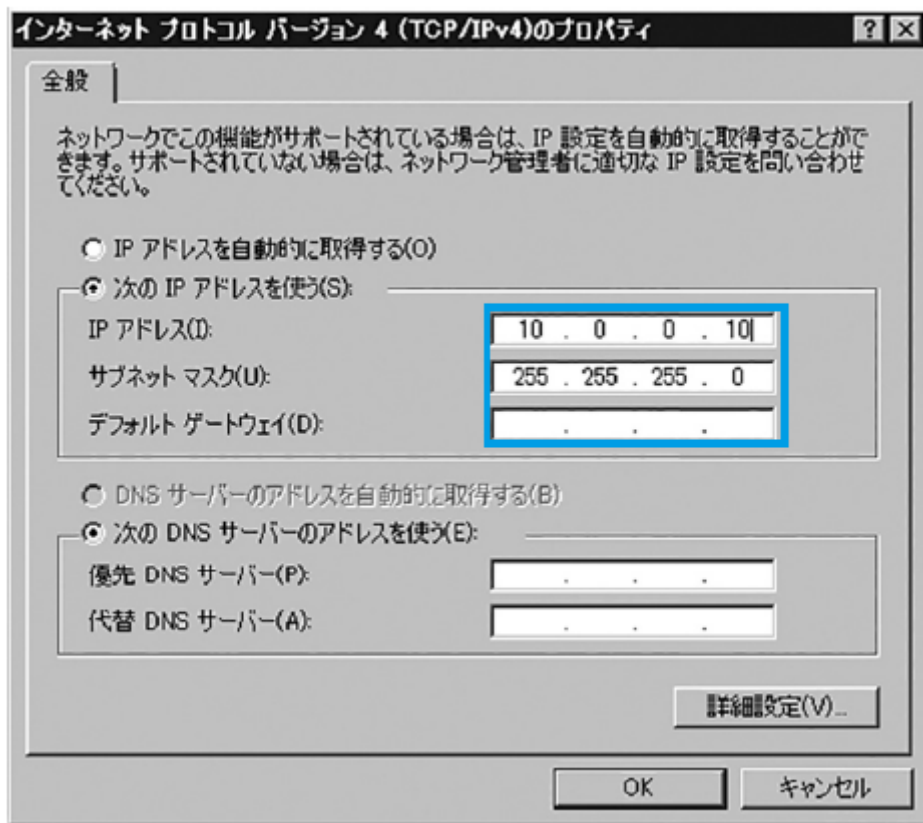 インターネット プロトコル バージョン 4 (TCP/IPv4)のプロパティ
全般
ネットワークでこの機能がサポートされている場合は、IP 設定を自動的に取得することがで
きます。サポートされていない場合は、ネットワーク管理者に適切な IP 設定を問い合わせ
てください。
IP アドレスを自動的に取得する(O)
次の IP アドレスを使う(S):
IP アドレス(I): 10 . 0 . 0 . 10
サブネット マスク(U): 255 . 255 . 255 . 0
デフォルト ゲートウェイ(D): . . .
DNS サーバーのアドレスを自動的に取得する(B)
次の DNS サーバーのアドレスを使う(E):
優先 DNS サーバー(P): . . .
代替 DNS サーバー(A): . . .
詳細設定(V)...
OK キャンセル